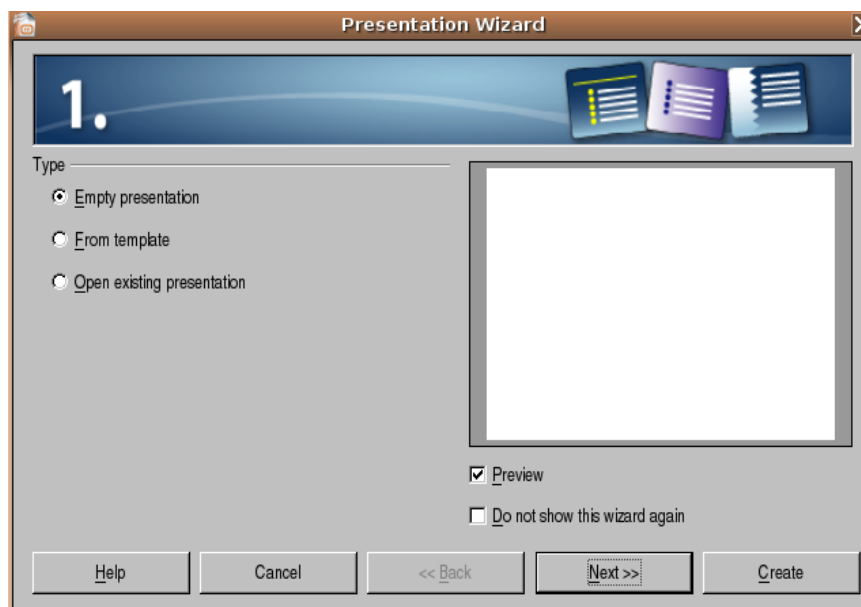 Presentation Wizard
1.
Type
Empty presentation
From template
Open existing presentation
Preview
Do not show this wizard again
Help Cancel << Back Next >> Create